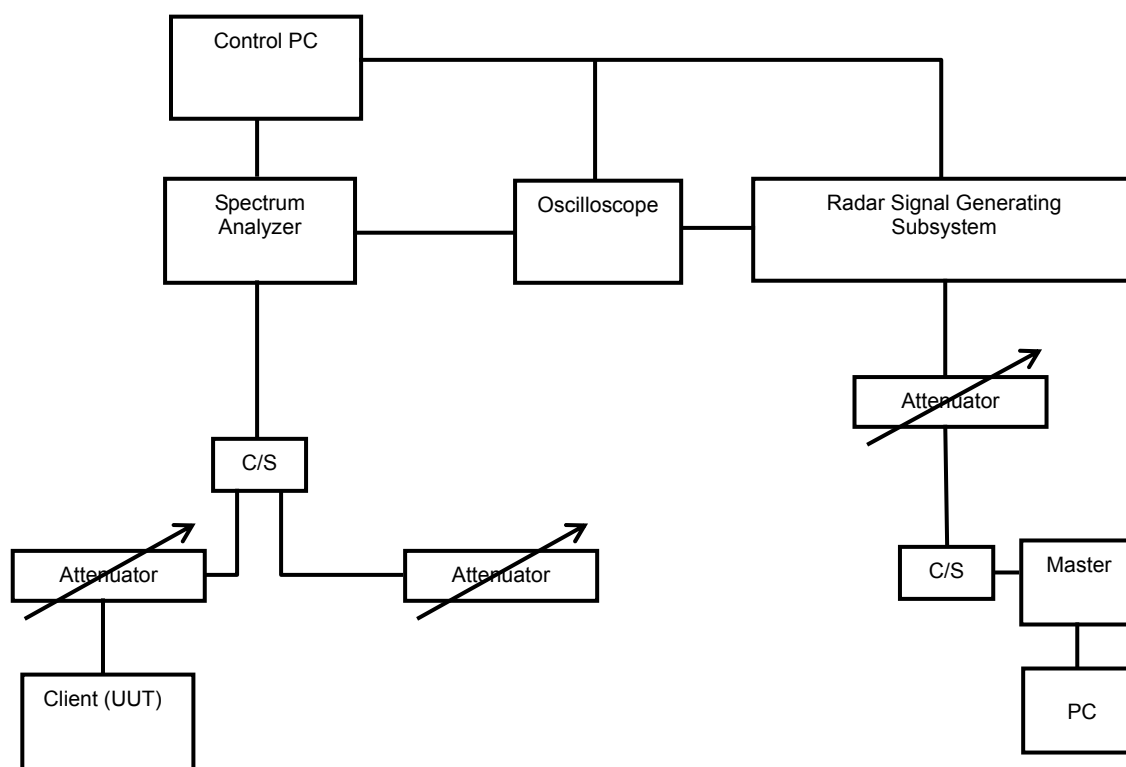 Control PC
Spectrum
Analyzer
Oscilloscope
Radar Signal Generating
Subsystem
Attenuator
C/S
Attenuator
Attenuator
C/S
Master
Client (UUT)
PC